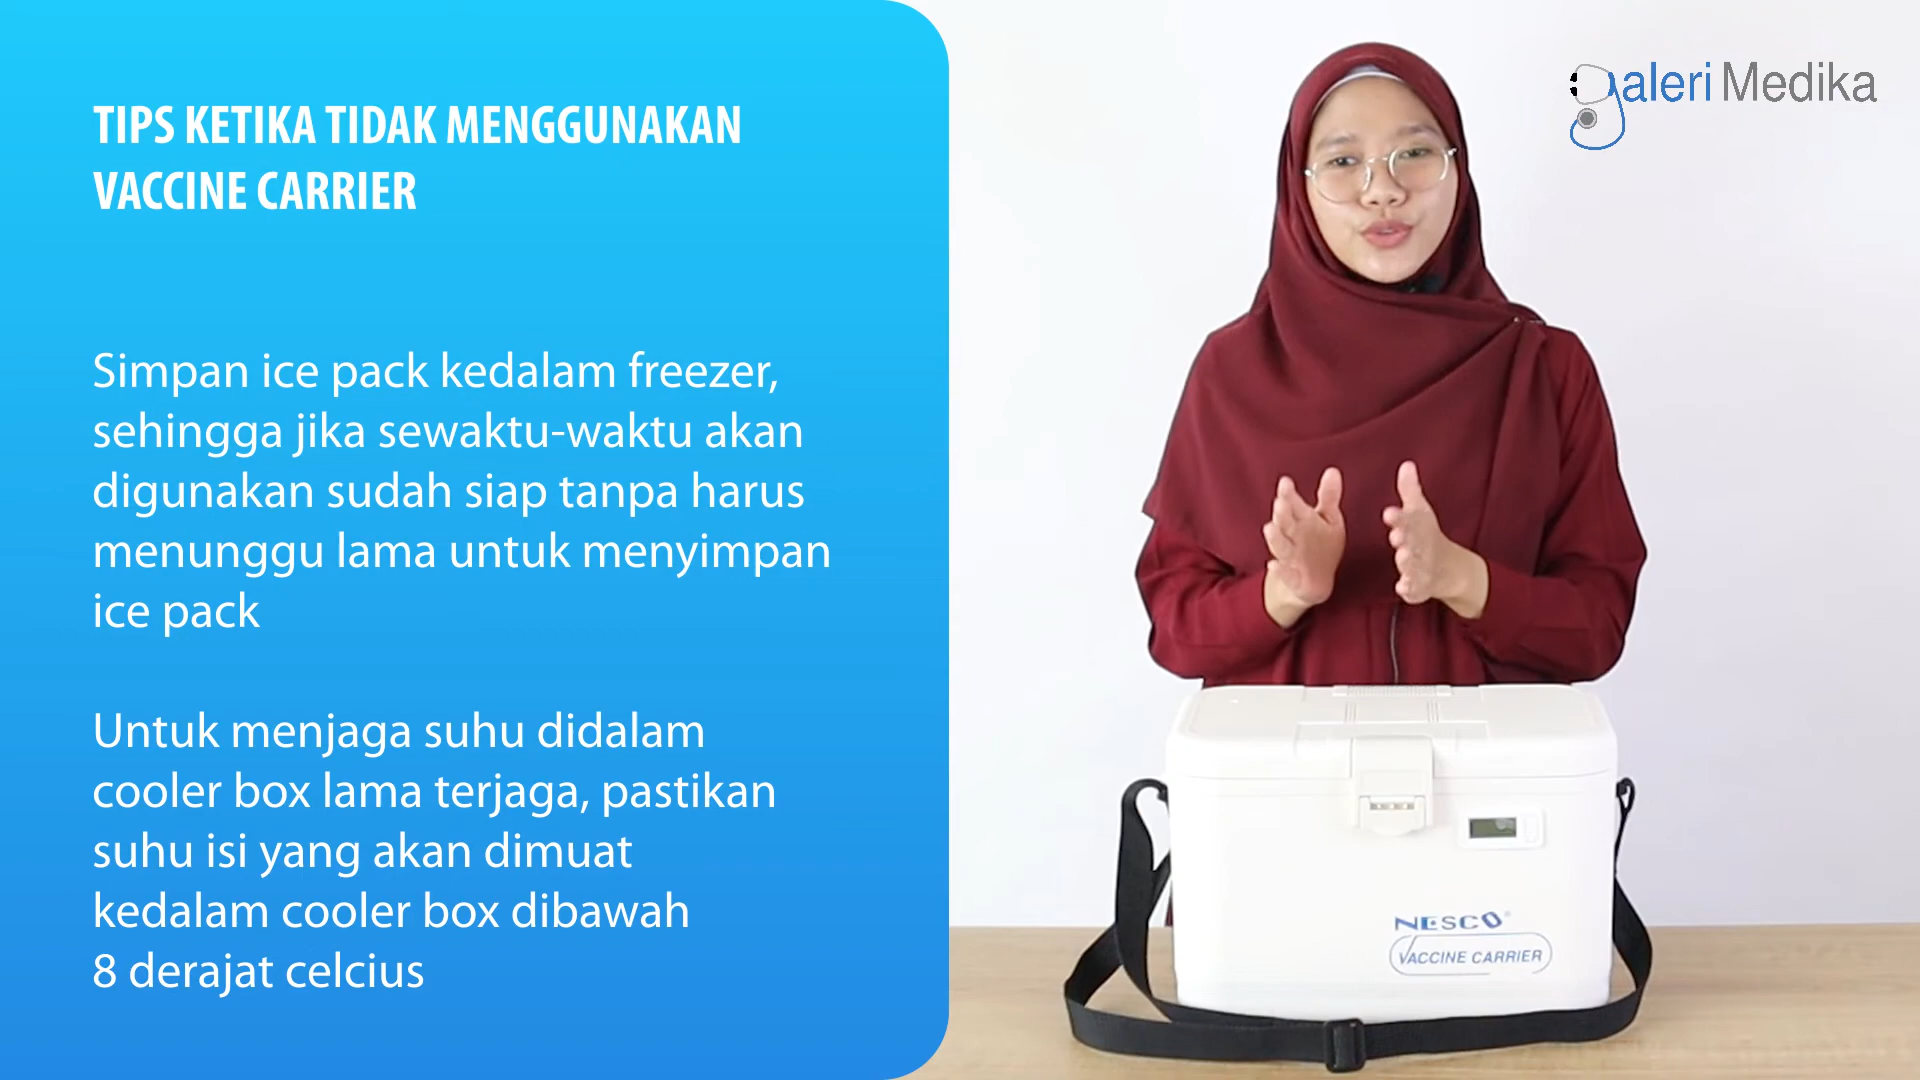 TIPS KETIKA TIDAK MENGGUNAKAN
VACCINE CARRIER
Simpan ice pack kedalam freezer,
sehingga jika sewaktu-waktu akan
digunakan sudah siap tanpa harus
menunggu lama untuk menyimpan
ice pack
Untuk menjaga suhu didalam
cooler box lama terjaga, pastikan
suhu isi yang akan dimuat
kedalam cooler box dibawah
8 derajat celcius
galeri Medika
NESCO®
VACCINE CARRIER